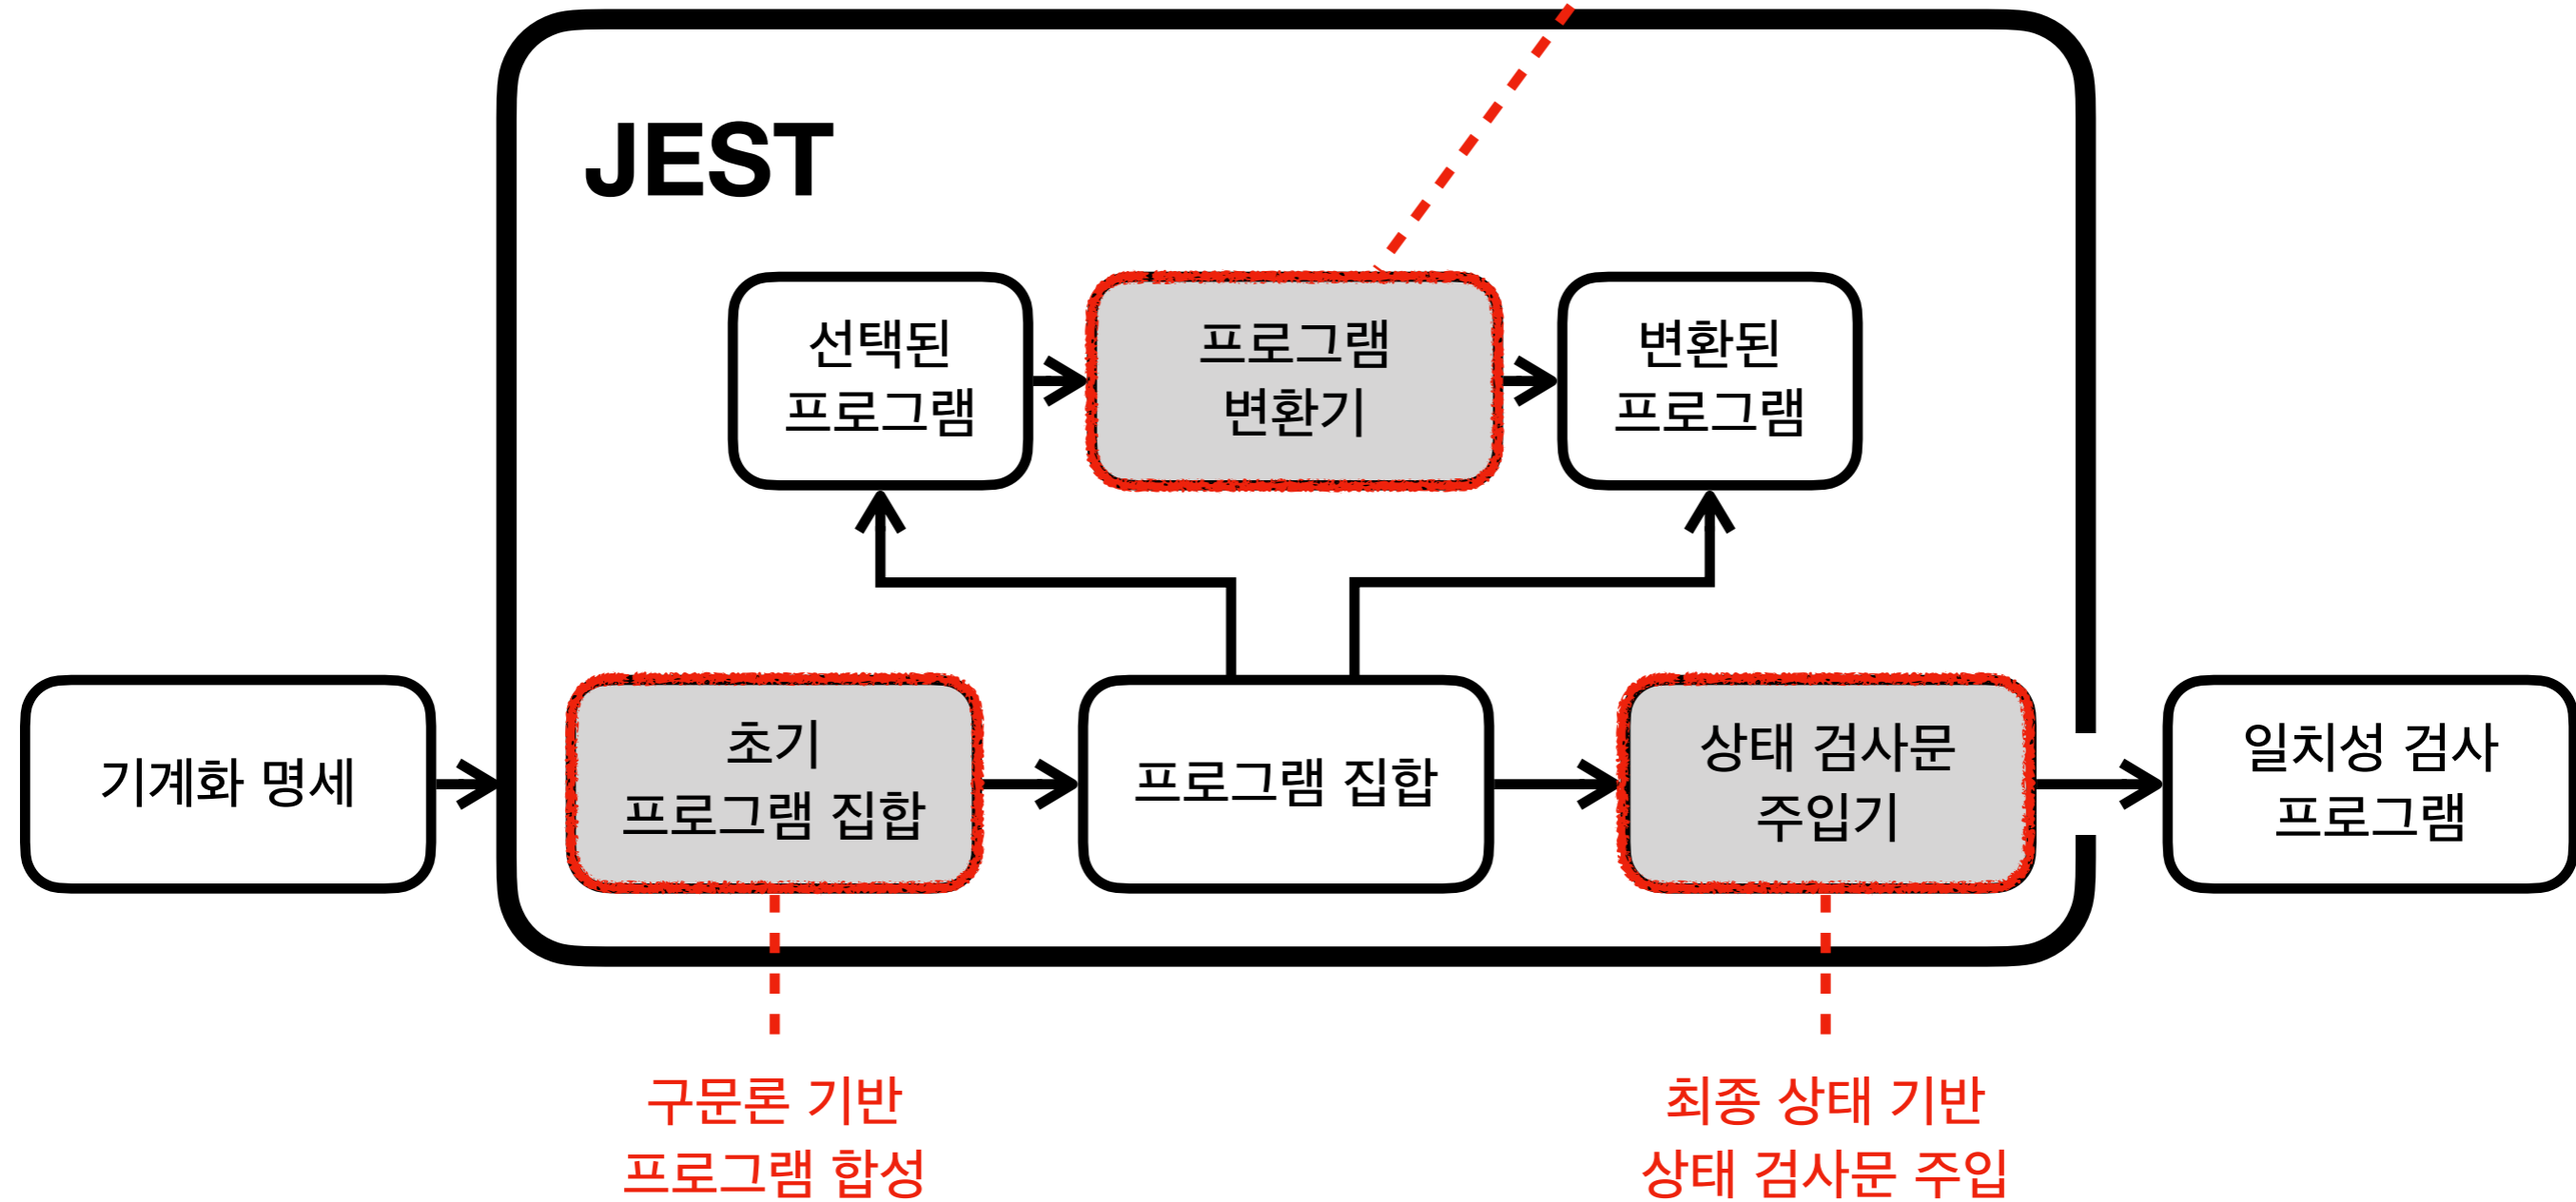 JEST
선택된
프로그램
프로그램
변환기
변환된
프로그램
기계화 명세
초기
프로그램 집합
프로그램 집합
상태 검사문
주입기
일치성 검사
프로그램
구문론 기반
프로그램 합성
최종 상태 기반
상태 검사문 주입